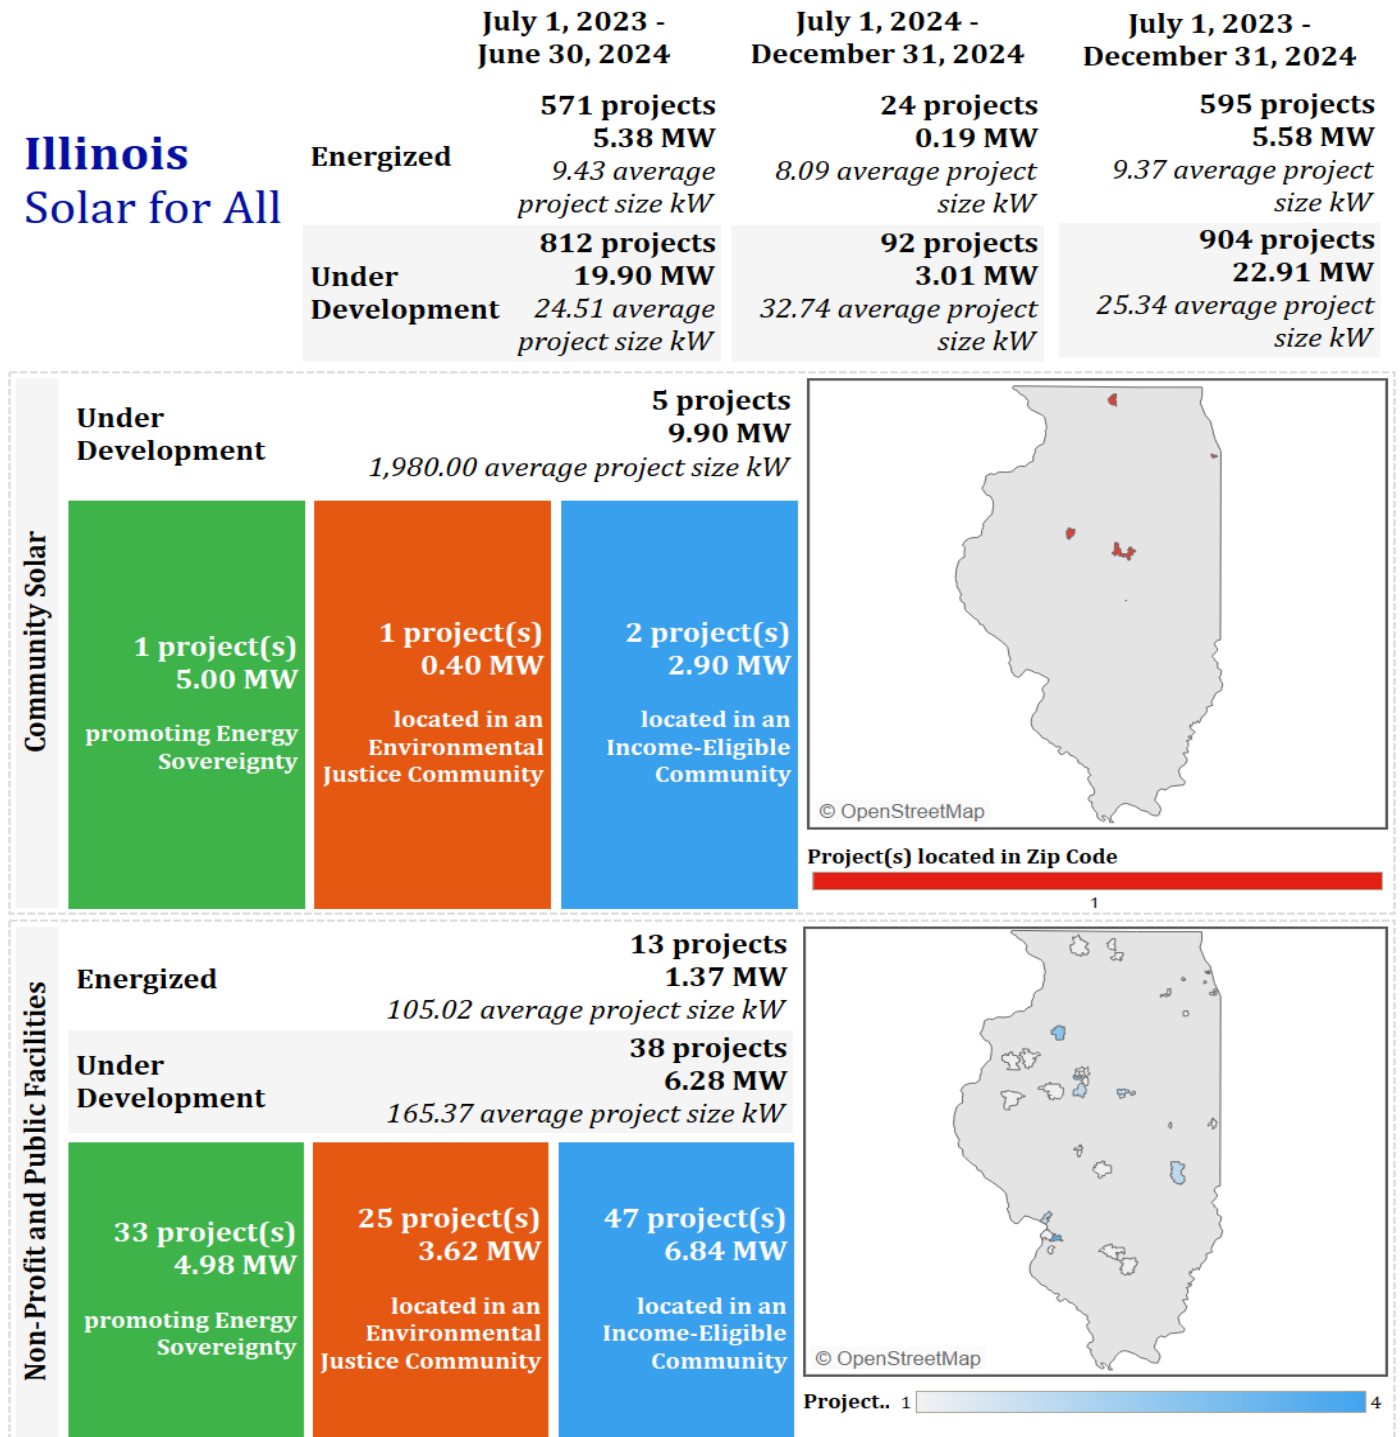 July 1, 2023 -
June 30, 2024
July 1, 2024 -
December 31, 2024
July 1, 2023 -
December 31, 2024
Illinois
Solar for All
Energized
571 projects
5.38 MW
9.43 average
project size kW
24 projects
0.19 MW
8.09 average project
size kW
595 projects
5.58 MW
9.37 average project
size kW
Under
Development
812 projects
19.90 MW
24.51 average
project size kW
92 projects
3.01 MW
32.74 average project
size kW
904 projects
22.91 MW
25.34 average project
size kW
Community Solar
Under
Development
5 projects
9.90 MW
1,980.00 average project size kW
1 project(s)
5.00 MW
promoting Energy
Sovereignty
1 project(s)
0.40 MW
located in an
Environmental
Justice Community
2 project(s)
2.90 MW
located in an
Income-Eligible
Community
© OpenStreetMap
Project(s) located in Zip Code
1
Non-Profit and Public Facilities
Energized
13 projects
1.37 MW
105.02 average project size kW
Under
Development
38 projects
6.28 MW
165.37 average project size kW
33 project(s)
4.98 MW
promoting Energy
Sovereignty
25 project(s)
3.62 MW
located in an
Environmental
Justice Community
47 project(s)
6.84 MW
located in an
Income-Eligible
Community
© OpenStreetMap
Project.. 1 4